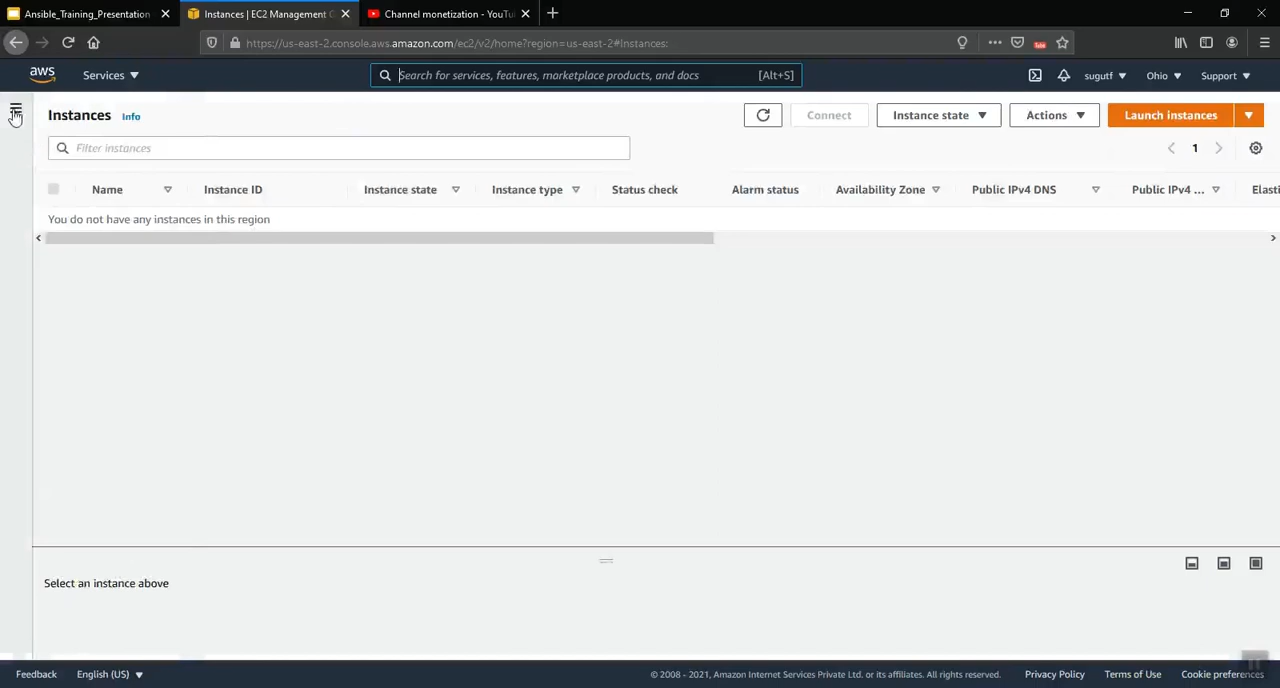 Ansible_Training_Presentation
Instances | EC2 Management C
Channel monetization - YouTu
https://us-east-2.console.aws.amazon.com/ec2/v2/home?region=us-east-2#Instances:
aws
Services
Search for services, features, marketplace products, and docs
[Alt+S]
sugutf
Ohio
Support
Instances
Info
Connect
Instance state
Actions
Launch instances
Filter instances
1
Name
Instance ID
Instance state
Instance type
Status check
Alarm status
Availability Zone
Public IPv4 DNS
Public IPv4 ...
Elasti
You do not have any instances in this region
Select an instance above
Feedback
English (US)
© 2008 - 2021, Amazon Internet Services Private Ltd. or its affiliates. All rights reserved.
Privacy Policy
Terms of Use
Cookie preferences